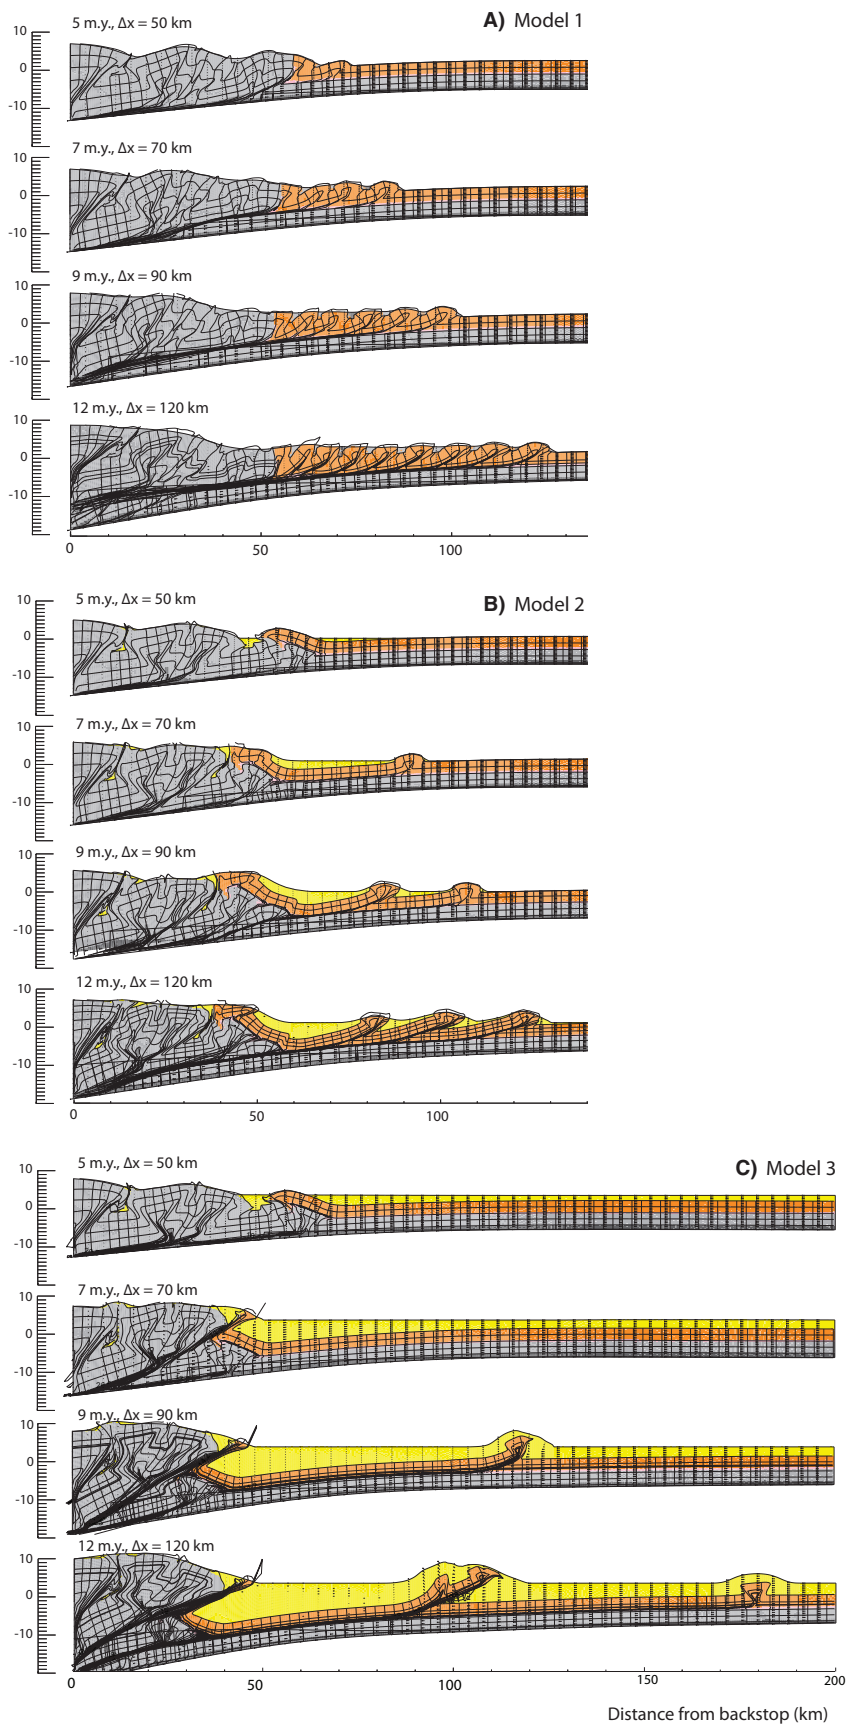 A) Model 1
5 m.y., Δx = 50 km
10
0
-10
7 m.y., Δx = 70 km
10
0
-10
9 m.y., Δx = 90 km
10
0
-10
12 m.y., Δx = 120 km
10
0
-10
0 50 100
B) Model 2
5 m.y., Δx = 50 km
10
0
-10
7 m.y., Δx = 70 km
10
0
-10
9 m.y., Δx = 90 km
10
0
-10
12 m.y., Δx = 120 km
10
0
-10
0 50 100
C) Model 3
5 m.y., Δx = 50 km
10
0
-10
7 m.y., Δx = 70 km
10
0
-10
9 m.y., Δx = 90 km
10
0
-10
12 m.y., Δx = 120 km
10
0
-10
0 50 100 150 200
Distance from backstop (km)